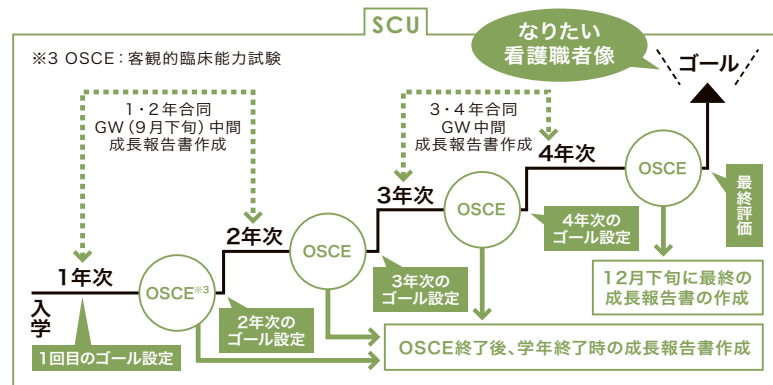 SCU
※3 OSCE：客観的臨床能力試験
なりたい
看護職者像
ゴール
1・2年合同
GW（9月下旬）中間
成長報告書作成
3・4年合同
GW中間
成長報告書作成
4年次
OSCE
最終評価
3年次
OSCE
4年次の
ゴール設定
2年次
OSCE
3年次の
ゴール設定
12月下旬に最終の
成長報告書の作成
1年次
OSCE※3
入学
2年次の
ゴール設定
1回目のゴール設定
OSCE終了後、学年終了時の成長報告書作成